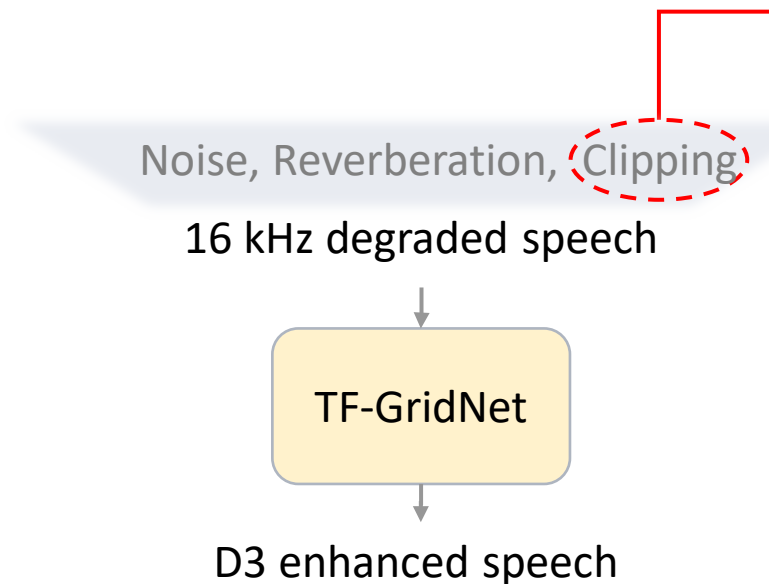 Noise, Reverberation, Clipping
16 kHz degraded speech
TF-GridNet
D3 enhanced speech